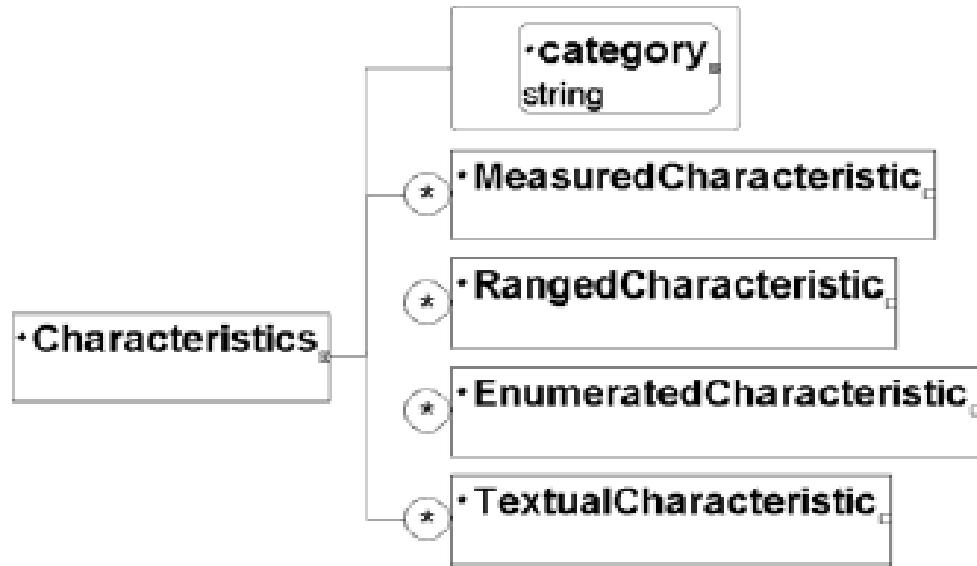 category
string
* MeasuredCharacteristic
* RangedCharacteristic
Characteristics
* EnumeratedCharacteristic
* TextualCharacteristic